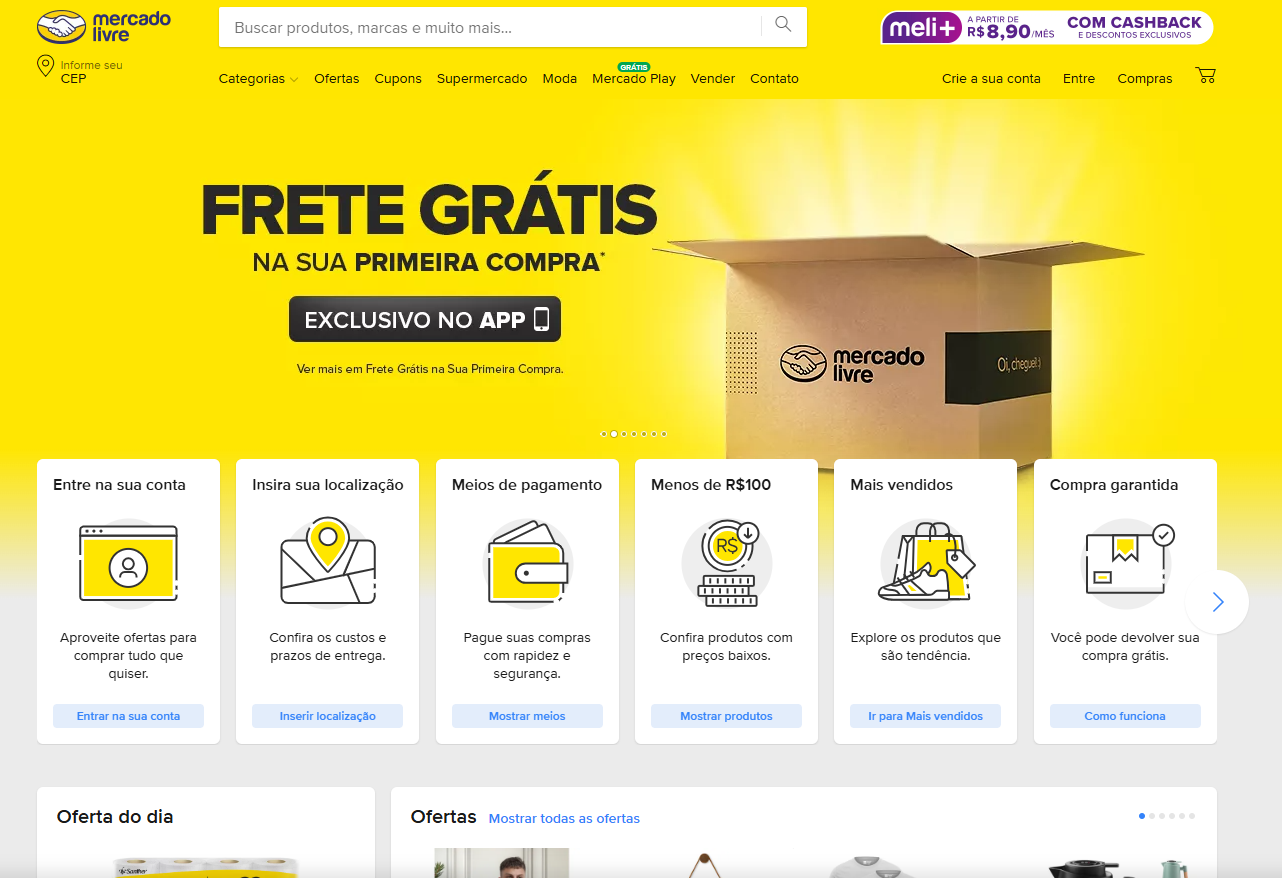 mercado
livre
Buscar produtos, marcas e muito mais...
meli+
A PARTIR DE
R$8,90/MÊS
COM CASHBACK
E DESCONTOS EXCLUSIVOS
Informe seu
CEP
Categorias
Ofertas
Cupons
Supermercado
Moda
GRÁTIS
Mercado Play
Vender
Contato
Crie a sua conta
Entre
Compras
FRETE GRÁTIS
NA SUA PRIMEIRA COMPRA*
EXCLUSIVO NO APP
Ver mais em Frete Grátis na Sua Primeira Compra.
mercado
livre
Oi, cheguei! :)
Entre na sua conta
Aproveite ofertas para
comprar tudo que
quiser.
Entrar na sua conta
Insira sua localização
Confira os custos e
prazos de entrega.
Inserir localização
Meios de pagamento
Pague suas compras
com rapidez e
segurança.
Mostrar meios
Menos de R$100
R$
Confira produtos com
preços baixos.
Mostrar produtos
Mais vendidos
Explore os produtos que
são tendência.
Ir para Mais vendidos
Compra garantida
Você pode devolver sua
compra grátis.
Como funciona
Oferta do dia
Santher
Ofertas
Mostrar todas as ofertas